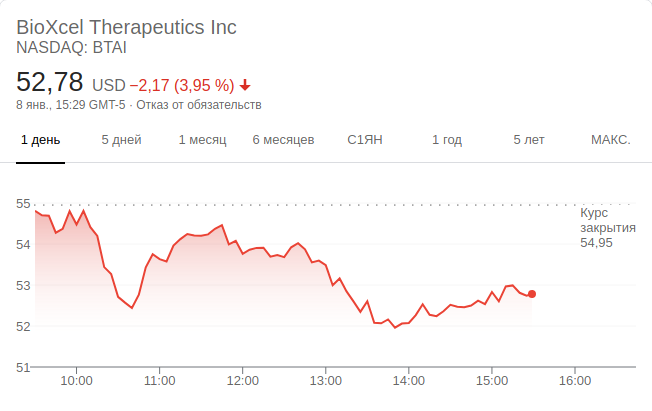 BioXcel Therapeutics Inc
NASDAQ: BTAI
52,78 USD −2,17 (3,95 %)
8 янв., 15:29 GMT-5 · Отказ от обязательств
1 день 5 дней 1 месяц 6 месяцев С1ЯН 1 год 5 лет МАКС.
55
Курс
закрытия
54,95
54
53
52
51
10:00 11:00 12:00 13:00 14:00 15:00 16:00